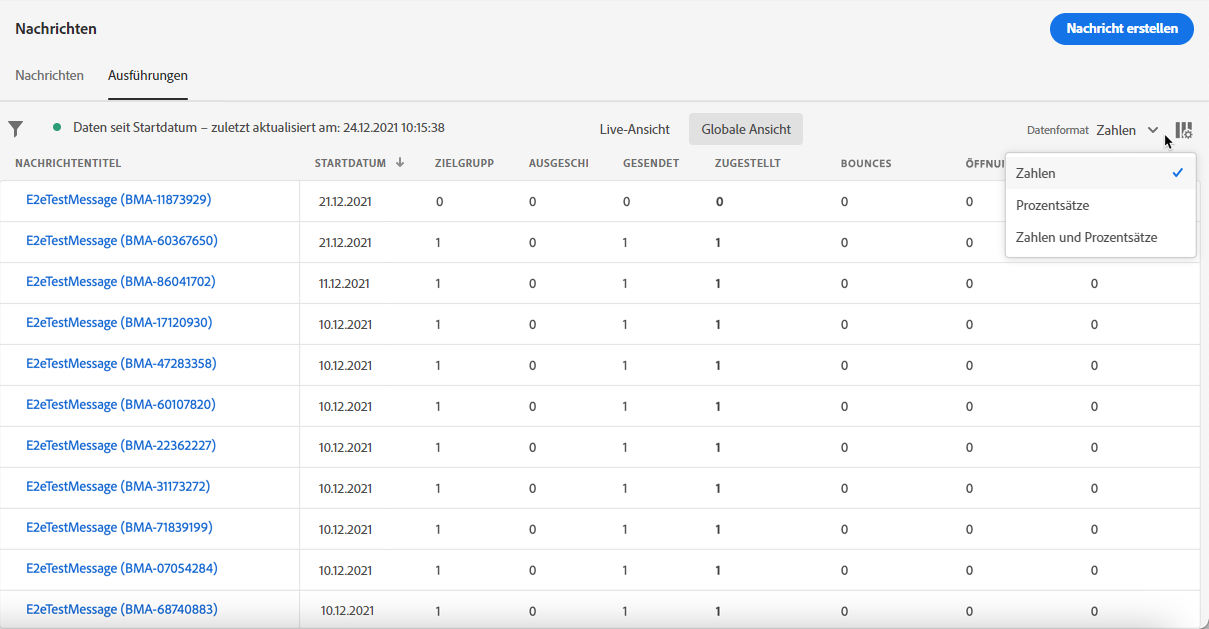 Nachrichten
Nachricht erstellen
Nachrichten Ausführungen
Daten seit Startdatum – zuletzt aktualisiert am: 24.12.2021 10:15:38 Live-Ansicht Globale Ansicht Datenformat Zahlen
NACHRICHTENTITEL STARTDATUM ZIELGRUPP AUSGESCHI GESENDET ZUGESTELLT BOUNCES ÖFFNU
Zahlen
Prozentsätze
Zahlen und Prozentsätze
E2eTestMessage (BMA-11873929) 21.12.2021 0 0 0 0 0 0
E2eTestMessage (BMA-60367650) 21.12.2021 1 0 1 1 0 0
E2eTestMessage (BMA-86041702) 11.12.2021 1 0 1 1 0 0 0
E2eTestMessage (BMA-17120930) 10.12.2021 1 0 1 1 0 0 0
E2eTestMessage (BMA-47283358) 10.12.2021 1 0 1 1 0 0 0
E2eTestMessage (BMA-60107820) 10.12.2021 1 0 1 1 0 0 0
E2eTestMessage (BMA-22362227) 10.12.2021 1 0 1 1 0 0 0
E2eTestMessage (BMA-31173272) 10.12.2021 1 0 1 1 0 0 0
E2eTestMessage (BMA-71839199) 10.12.2021 1 0 1 1 0 0 0
E2eTestMessage (BMA-07054284) 10.12.2021 1 0 1 1 0 0 0
E2eTestMessage (BMA-68740883) 10.12.2021 1 0 1 1 0 0 0